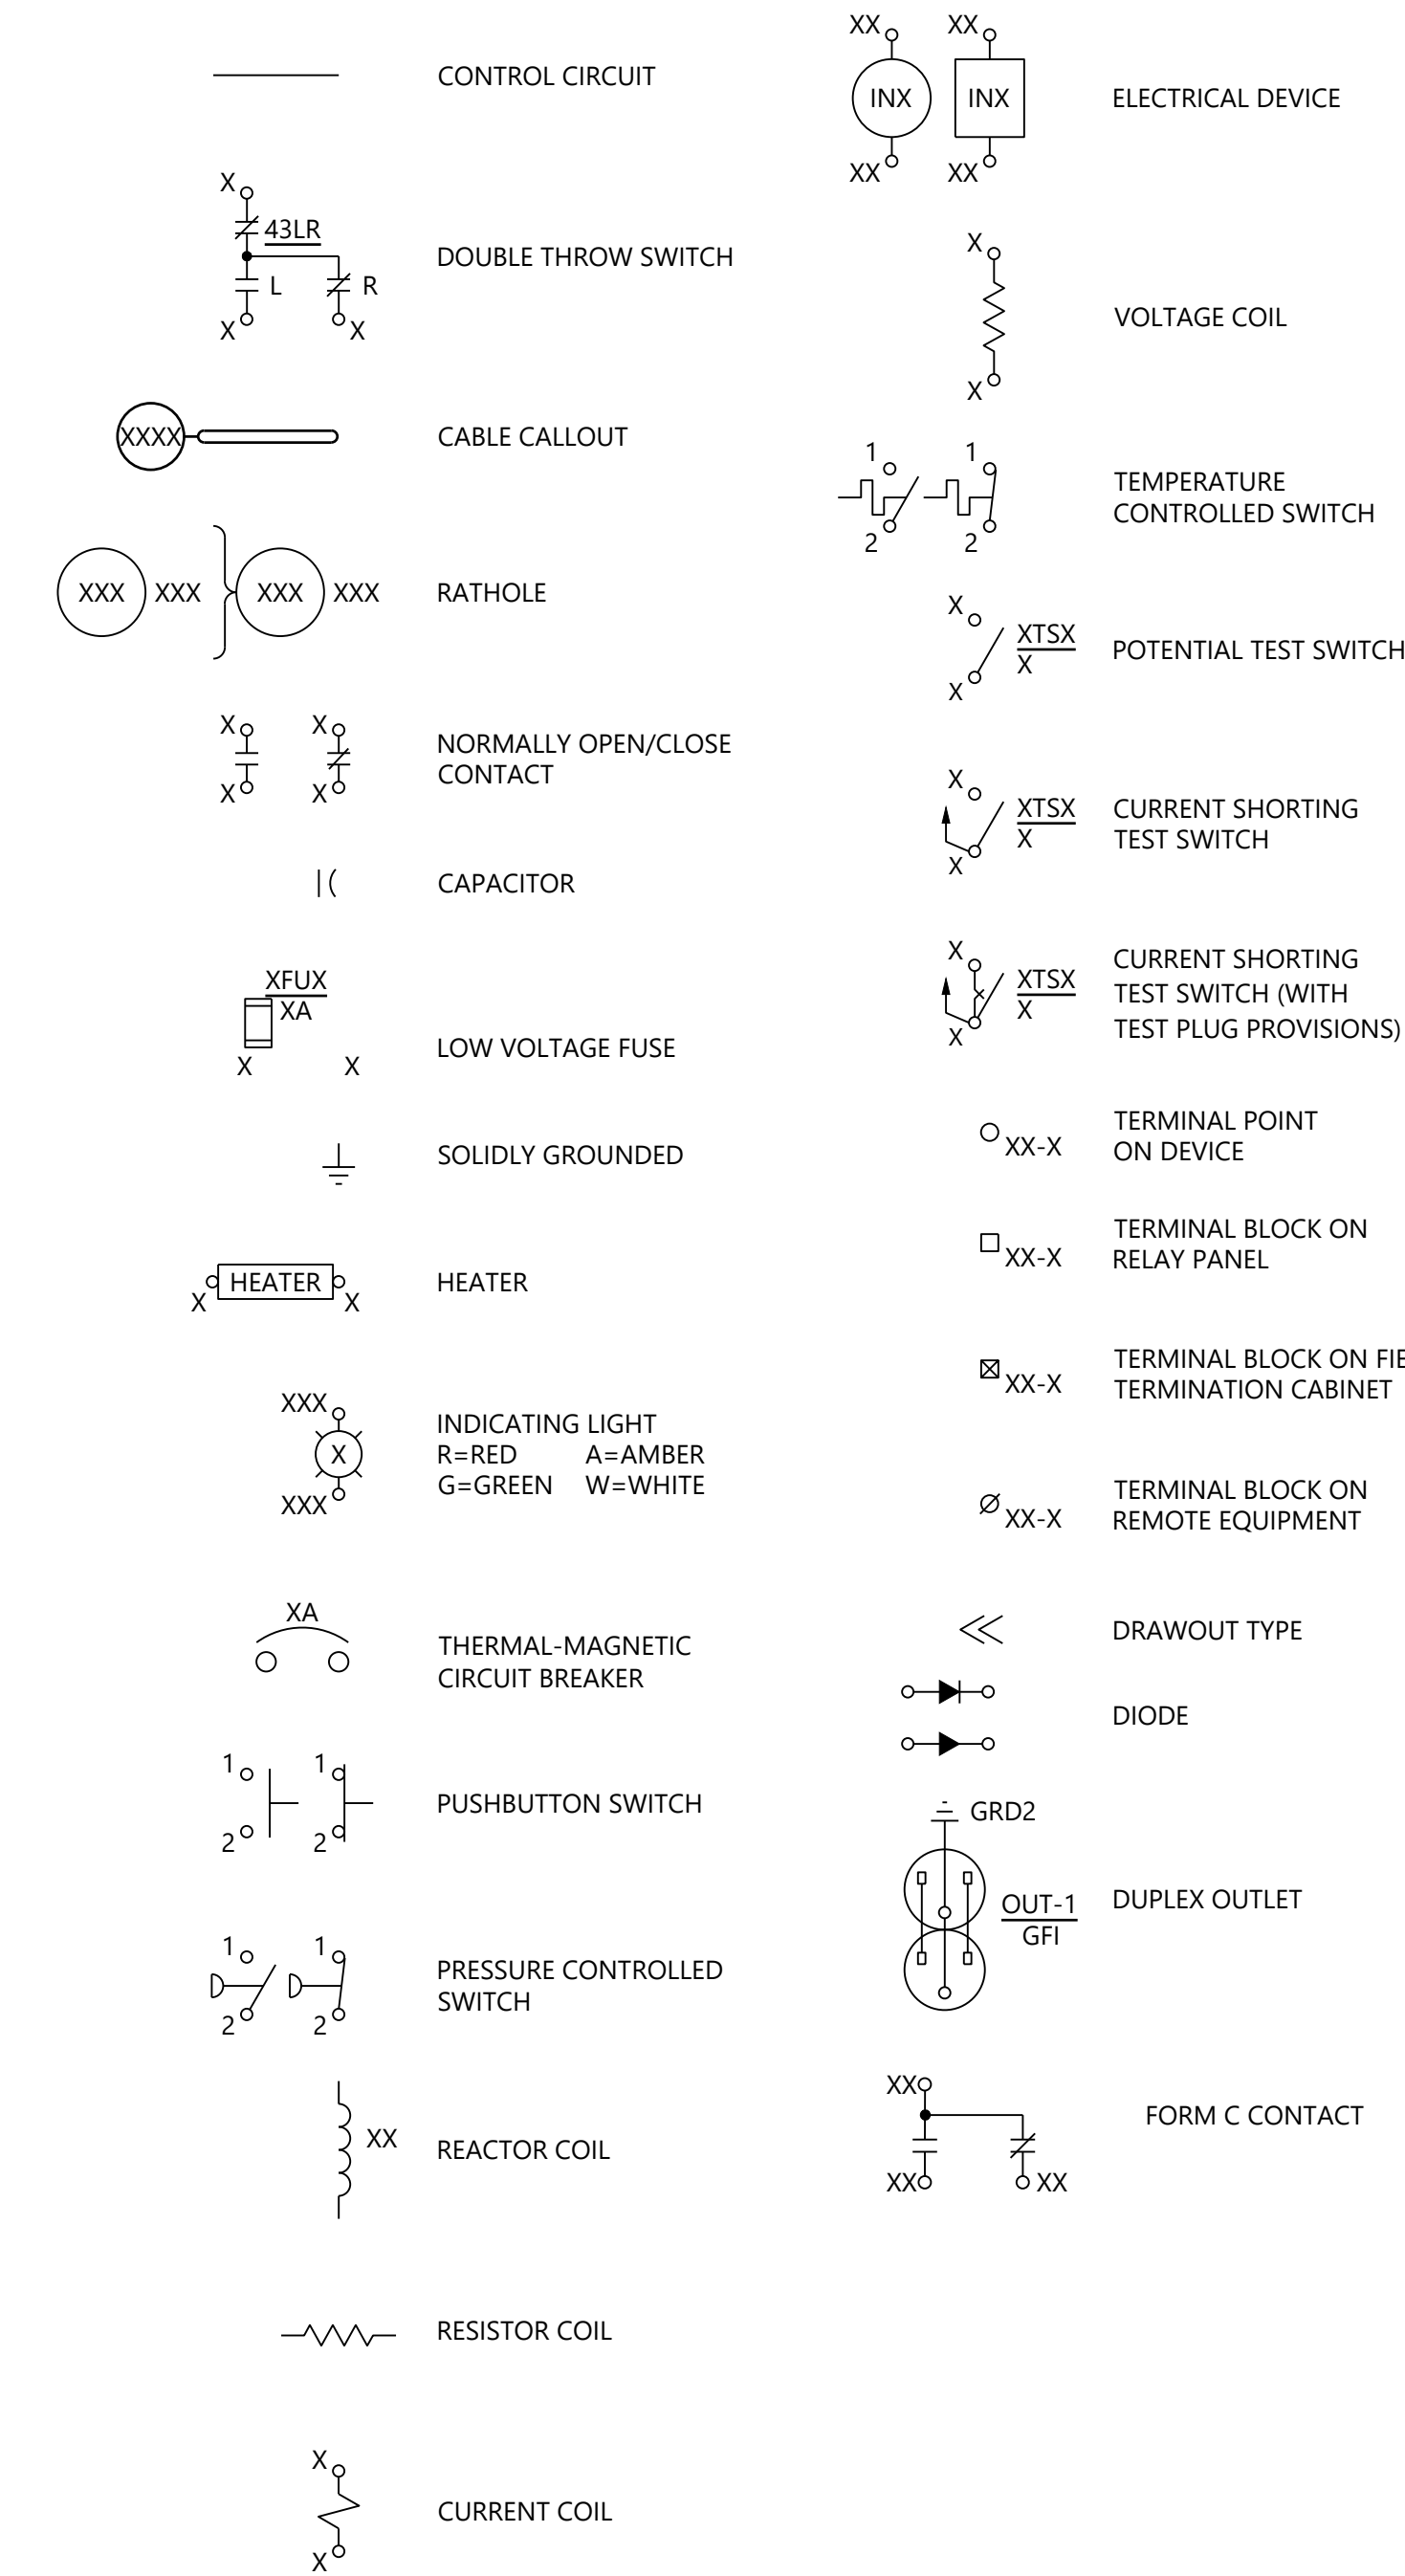 CONTROL CIRCUIT
X
43LR
L
R
X
X
DOUBLE THROW SWITCH
XXXX
CABLE CALLOUT
XXX XXX XXX XXX
RATHOLE
X X
X X
NORMALLY OPEN/CLOSE
CONTACT
CAPACITOR
XFUX
XA
X X
LOW VOLTAGE FUSE
SOLIDLY GROUNDED
HEATER
X X
HEATER
XXX
X
XXX
INDICATING LIGHT
R=RED A=AMBER
G=GREEN W=WHITE
XA
THERMAL-MAGNETIC
CIRCUIT BREAKER
1 1
2 2
PUSHBUTTON SWITCH
1 1
2 2
PRESSURE CONTROLLED
SWITCH
XX
REACTOR COIL
RESISTOR COIL
X
X
CURRENT COIL
XX XX
INX INX
XX XX
ELECTRICAL DEVICE
X
X
VOLTAGE COIL
1 1
2 2
TEMPERATURE
CONTROLLED SWITCH
X
XTSX
X
X
POTENTIAL TEST SWITCH
X
XTSX
X
X
CURRENT SHORTING
TEST SWITCH
X
XTSX
X
X
CURRENT SHORTING
TEST SWITCH (WITH
TEST PLUG PROVISIONS)
XX-X
TERMINAL POINT
ON DEVICE
XX-X
TERMINAL BLOCK ON
RELAY PANEL
XX-X
TERMINAL BLOCK ON
TERMINATION CABINET
XX-X
TERMINAL BLOCK ON
REMOTE EQUIPMENT
DRAWOUT TYPE
DIODE
GRD2
OUT-1
GFI
DUPLEX OUTLET
XX
XX
XX
FORM C CONTACT